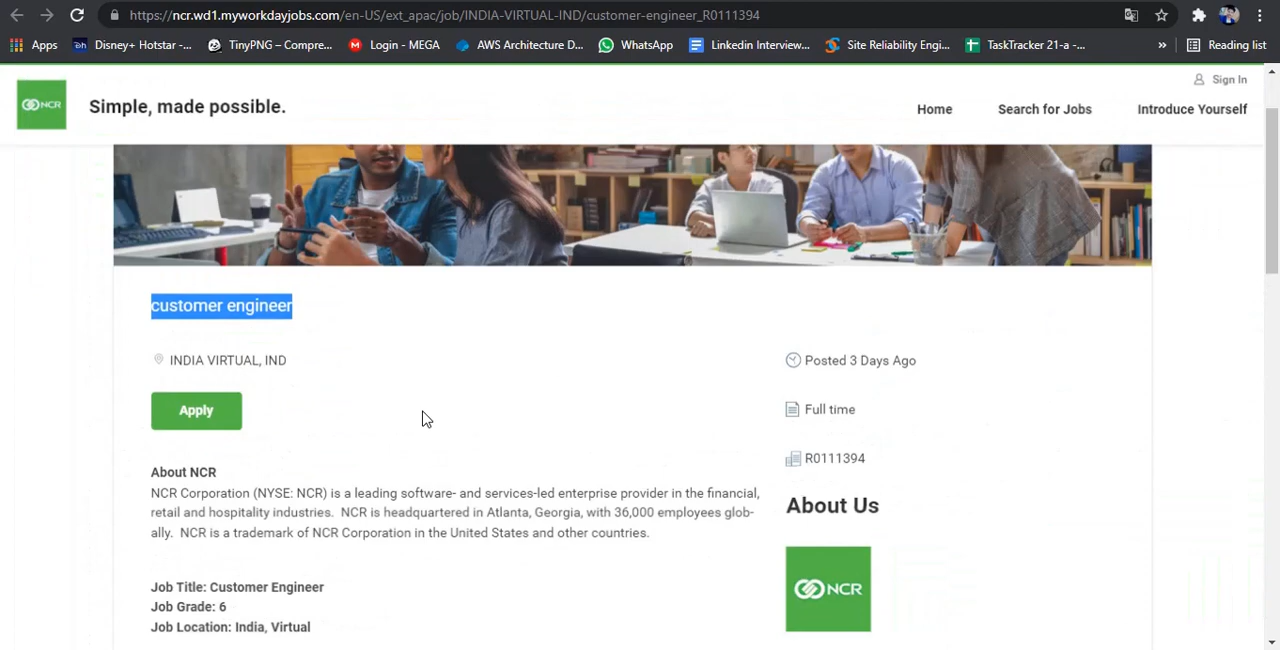 https://ncr.wd1.myworkdayjobs.com/en-US/ext_apac/job/INDIA-VIRTUAL-IND/customer-engineer_R0111394
Apps Disney+ Hotstar -... TinyPNG – Compre... Login - MEGA AWS Architecture D... WhatsApp Linkedin Interview... Site Reliability Engi... TaskTracker 21-a -... » Reading list
Sign In
NCR Simple, made possible. Home Search for Jobs Introduce Yourself
customer engineer
INDIA VIRTUAL, IND
Posted 3 Days Ago
Apply
Full time
R0111394
About NCR
NCR Corporation (NYSE: NCR) is a leading software- and services-led enterprise provider in the financial,
retail and hospitality industries. NCR is headquartered in Atlanta, Georgia, with 36,000 employees glob-
ally. NCR is a trademark of NCR Corporation in the United States and other countries.
Job Title: Customer Engineer
Job Grade: 6
Job Location: India, Virtual
About Us
NCR